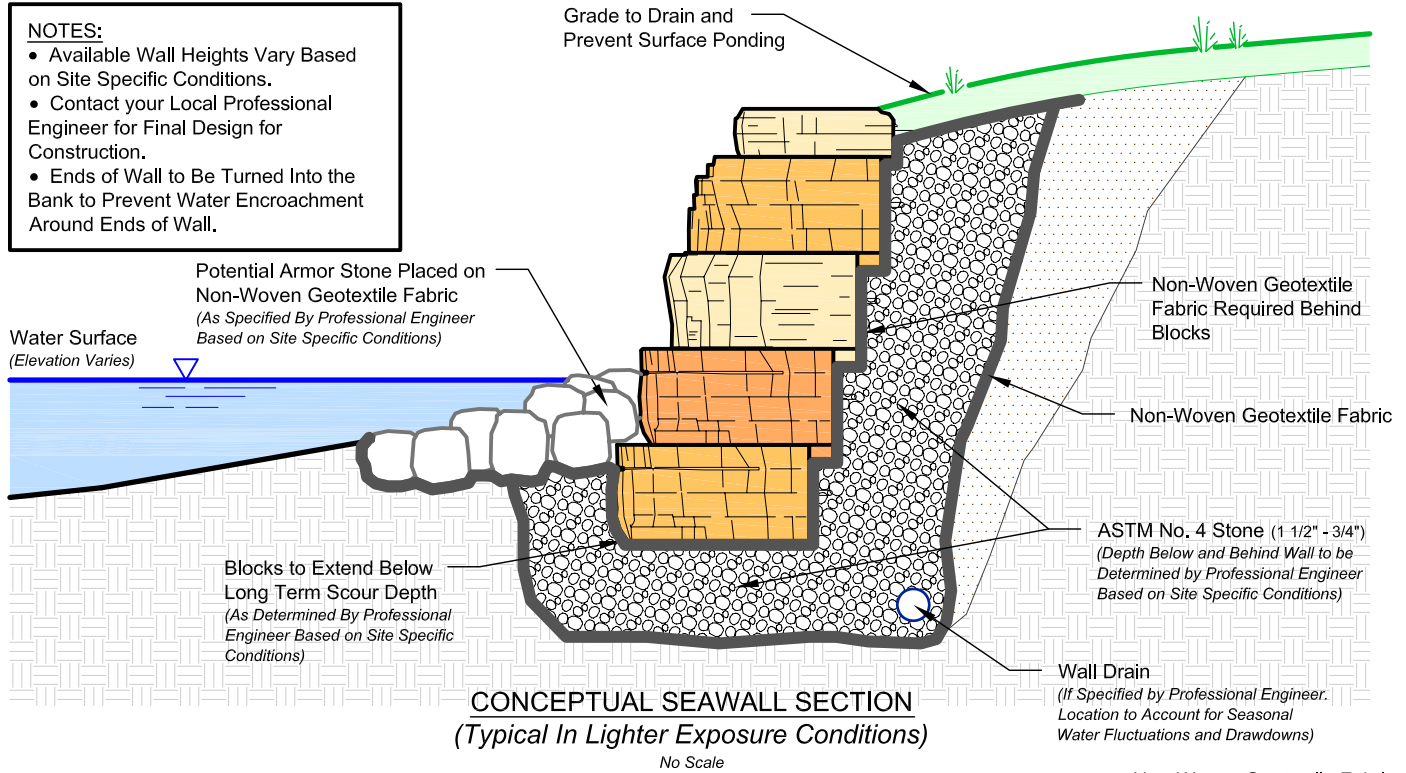 NOTES:
• Available Wall Heights Vary Based
on Site Specific Conditions.
• Contact your Local Professional
Engineer for Final Design for
Construction.
• Ends of Wall to Be Turned Into the
Bank to Prevent Water Encroachment
Around Ends of Wall.
Grade to Drain and
Prevent Surface Ponding
Potential Armor Stone Placed on
Non-Woven Geotextile Fabric
(As Specified By Professional Engineer
Based on Site Specific Conditions)
Water Surface
(Elevation Varies)
Non-Woven Geotextile
Fabric Required Behind
Blocks
Non-Woven Geotextile Fabric
ASTM No. 4 Stone (1 1/2" - 3/4")
(Depth Below and Behind Wall to be
Determined by Professional Engineer
Based on Site Specific Conditions)
Blocks to Extend Below
Long Term Scour Depth
(As Determined By Professional
Engineer Based on Site Specific
Conditions)
Wall Drain
(If Specified by Professional Engineer.
Location to Account for Seasonal
Water Fluctuations and Drawdowns)
CONCEPTUAL SEAWALL SECTION
(Typical In Lighter Exposure Conditions)
No Scale